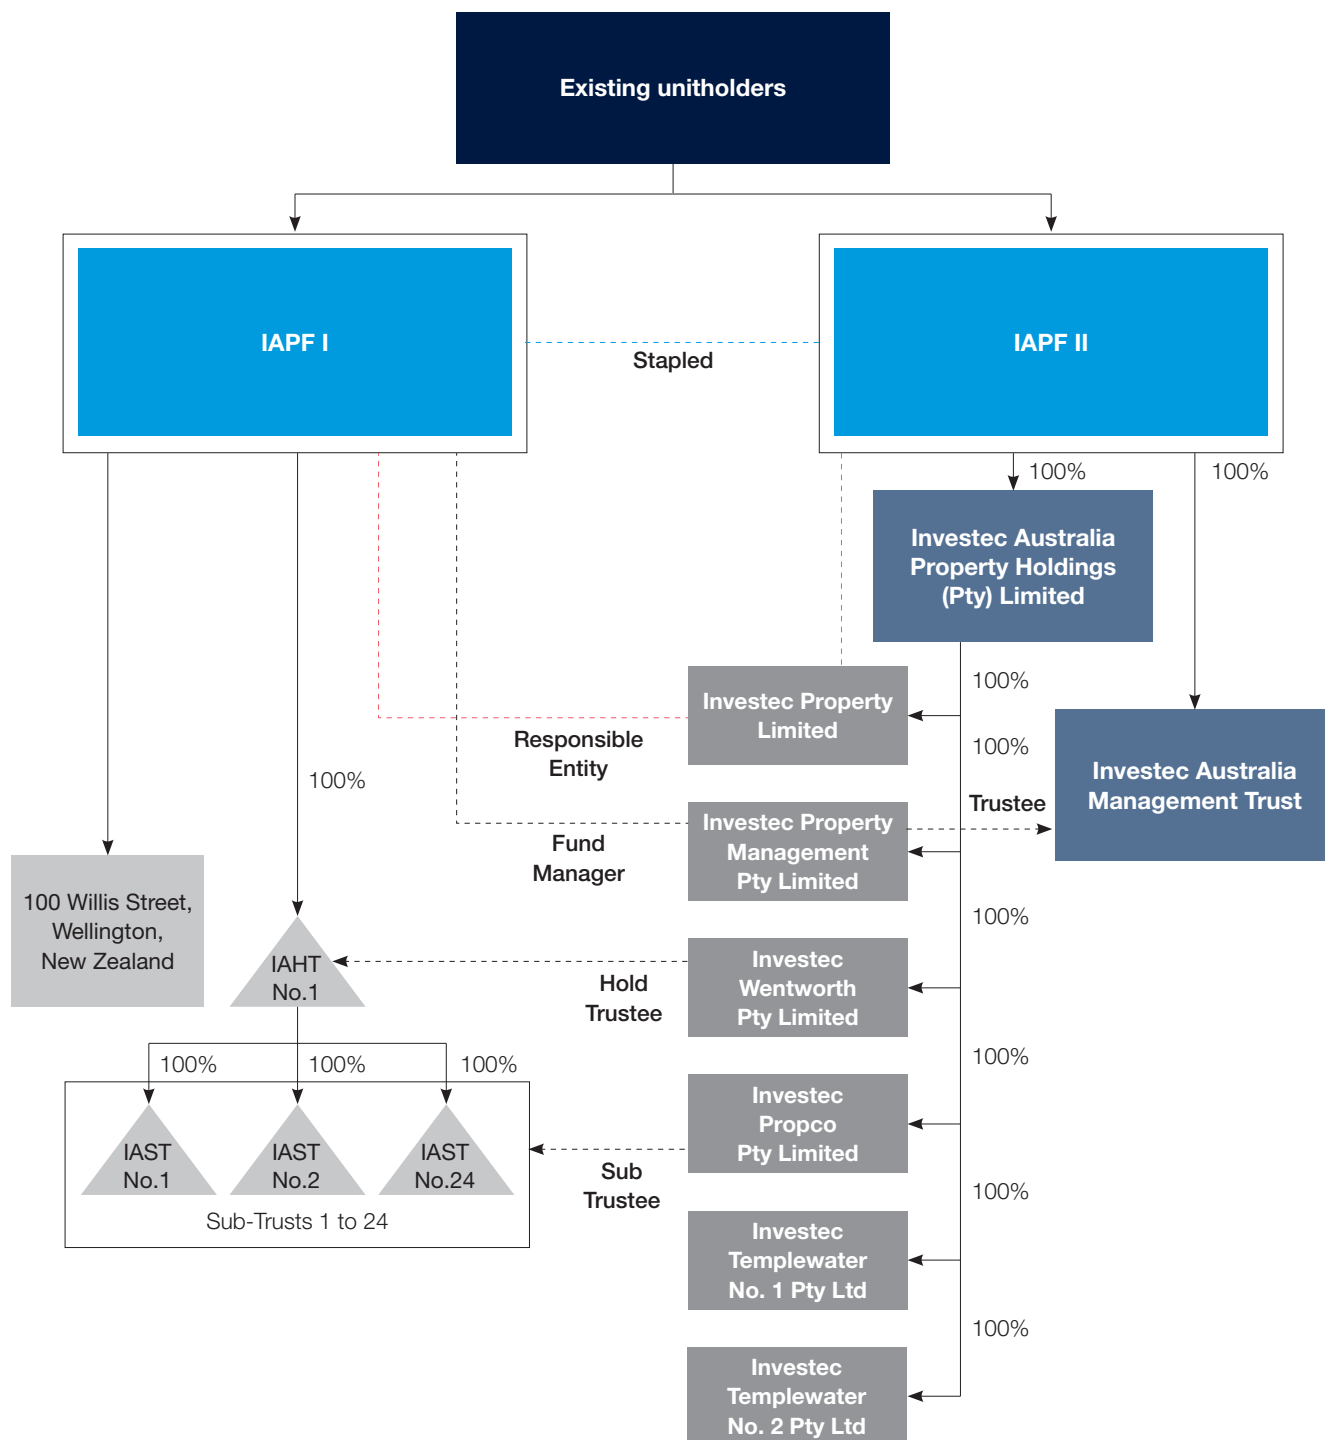 Existing unitholders
IAPF I
IAPF II
Stapled
100%
100%
Investec Australia
Property Holdings
(Pty) Limited
100%
Investec Property
Limited
Responsible
Entity
100%
100%
Investec Australia
Management Trust
Trustee
Investec Property
Management
Pty Limited
Fund
Manager
100 Willis Street,
Wellington,
New Zealand
100%
IAHT
No.1
Hold
Trustee
Investec
Wentworth
Pty Limited
100%
100%
100%
100%
Investec
Propco
Pty Limited
IAST
No.1
IAST
No.2
IAST
No.24
Sub
Trustee
100%
Sub-Trusts 1 to 24
Investec
Templewater
No. 1 Pty Ltd
100%
Investec
Templewater
No. 2 Pty Ltd